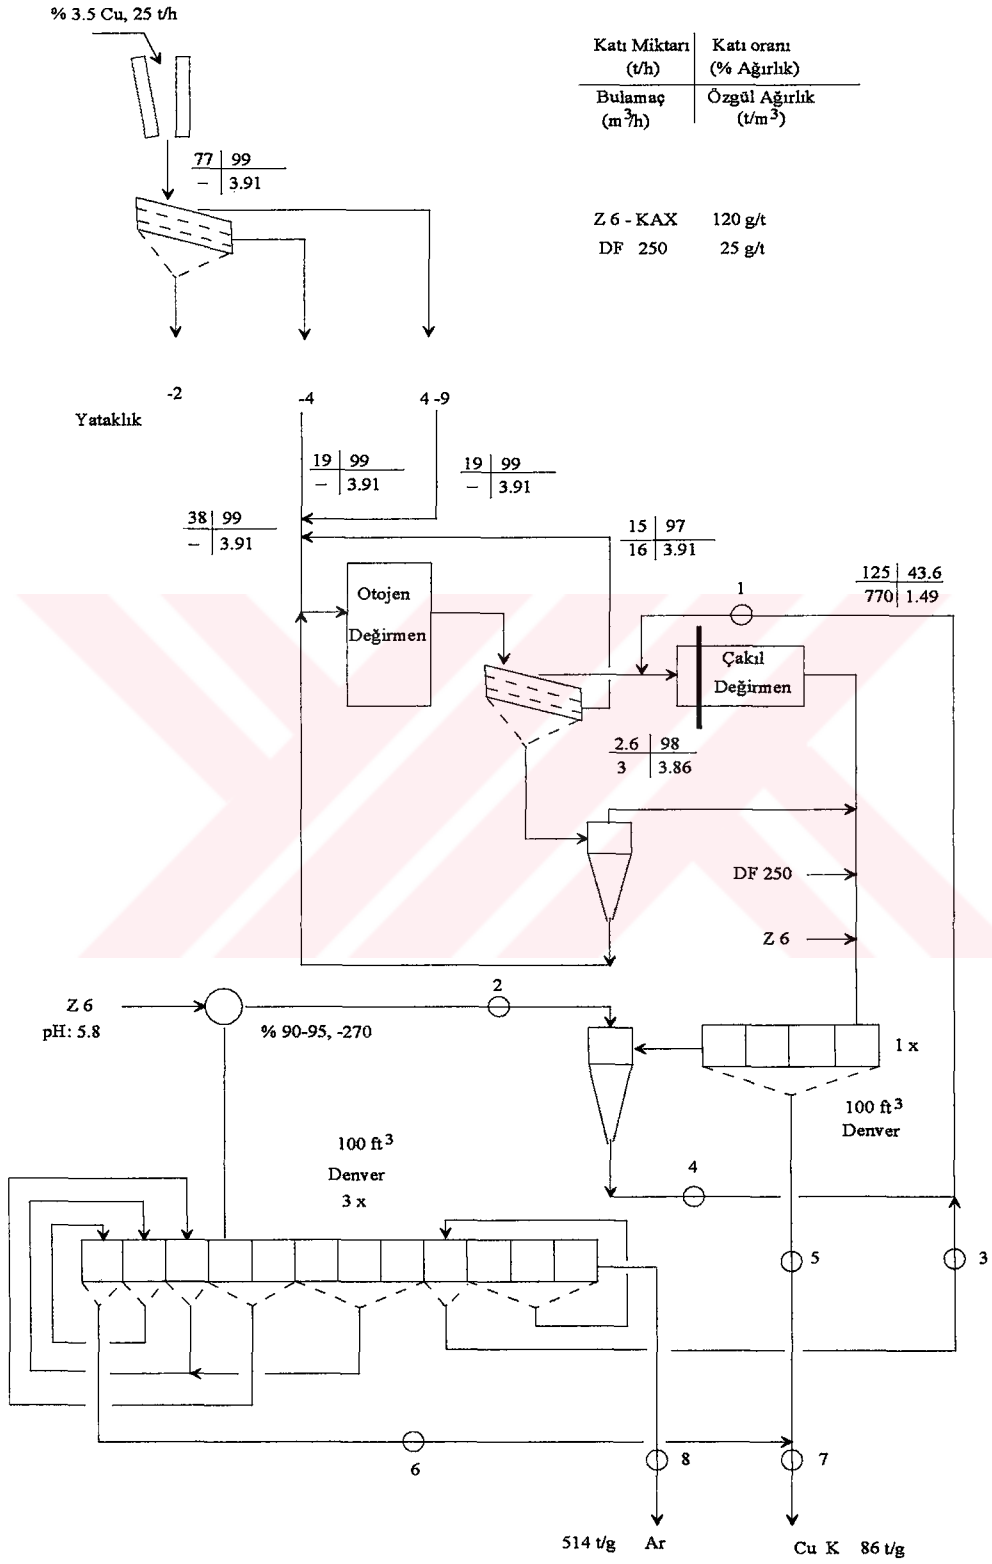 % 3.5 Cu, 25 t/h
Katı Miktarı Katı oranı
(t/h) (% Ağırlık)
Bulamaç Özgül Ağırlık
(m³/h) (t/m³)
77 99
– 3.91
Z 6 - KAX 120 g/t
DF 250 25 g/t
-2 -4 4 -9
Yataklık
19 99
– 3.91
19 99
– 3.91
38 99
– 3.91
15 97
16 3.91
125 43.6
770 1.49
1
Otojen
Değirmen
Çakıl
Değirmen
2.6 98
3 3.86
DF 250
Z 6
2
Z 6
pH: 5.8
% 90-95, -270
1 x
100 ft³
Denver
100 ft³
Denver
3 x
4
5
3
6
8
7
514 t/g Ar
Cu K 86 t/g